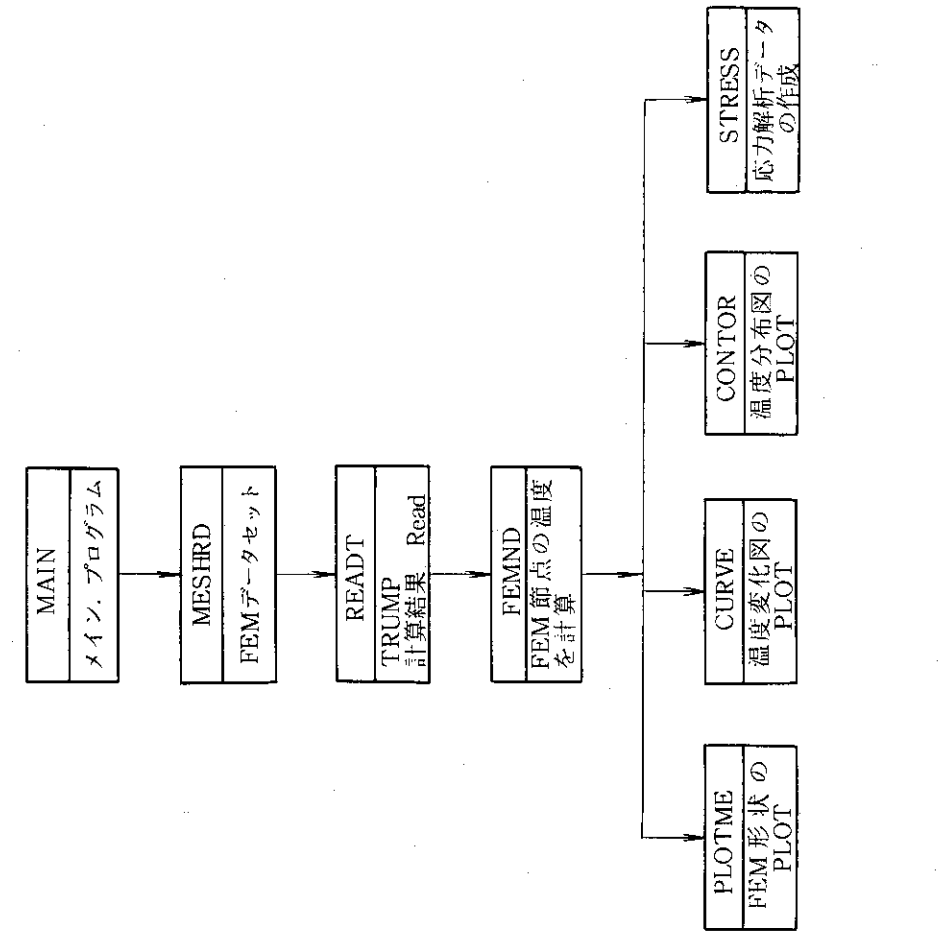 MAIN
メイン．プログラム
MESHRD
FEMデータセット
READT
TRUMP
計算結果 Read
FEMND
FEM節点の温度
を計算
PLOTME
FEM形状の
PLOT
CURVE
温度変化図の
PLOT
CONTOR
温度分布図の
PLOT
STRESS
応力解析データ
の作成